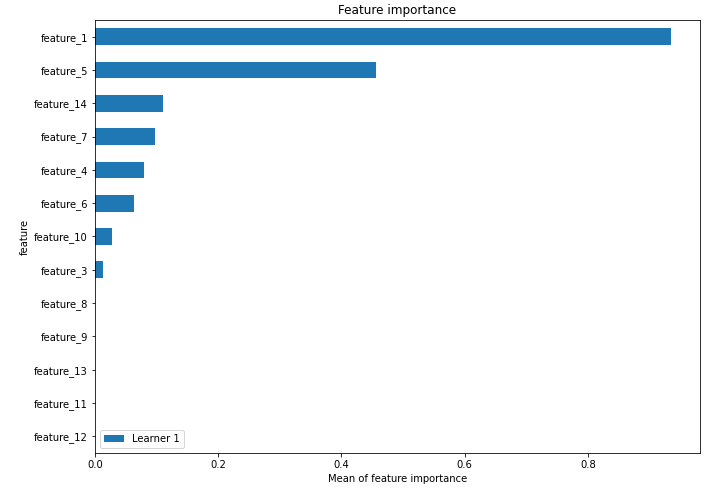 Feature importance
feature_1
feature_5
feature_14
feature_7
feature_4
feature_6
feature_10
feature_3
feature_8
feature_9
feature_13
feature_11
feature_12
feature
Learner 1
0.0 0.2 0.4 0.6 0.8
Mean of feature importance